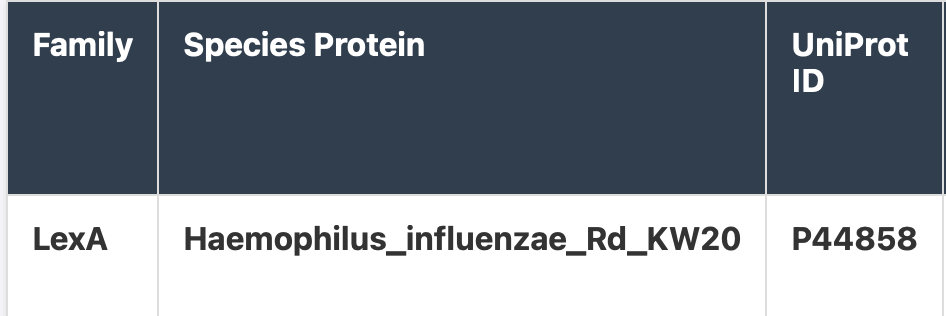 Family Species Protein UniProt
ID
LexA Haemophilus_influenzae_Rd_KW20 P44858